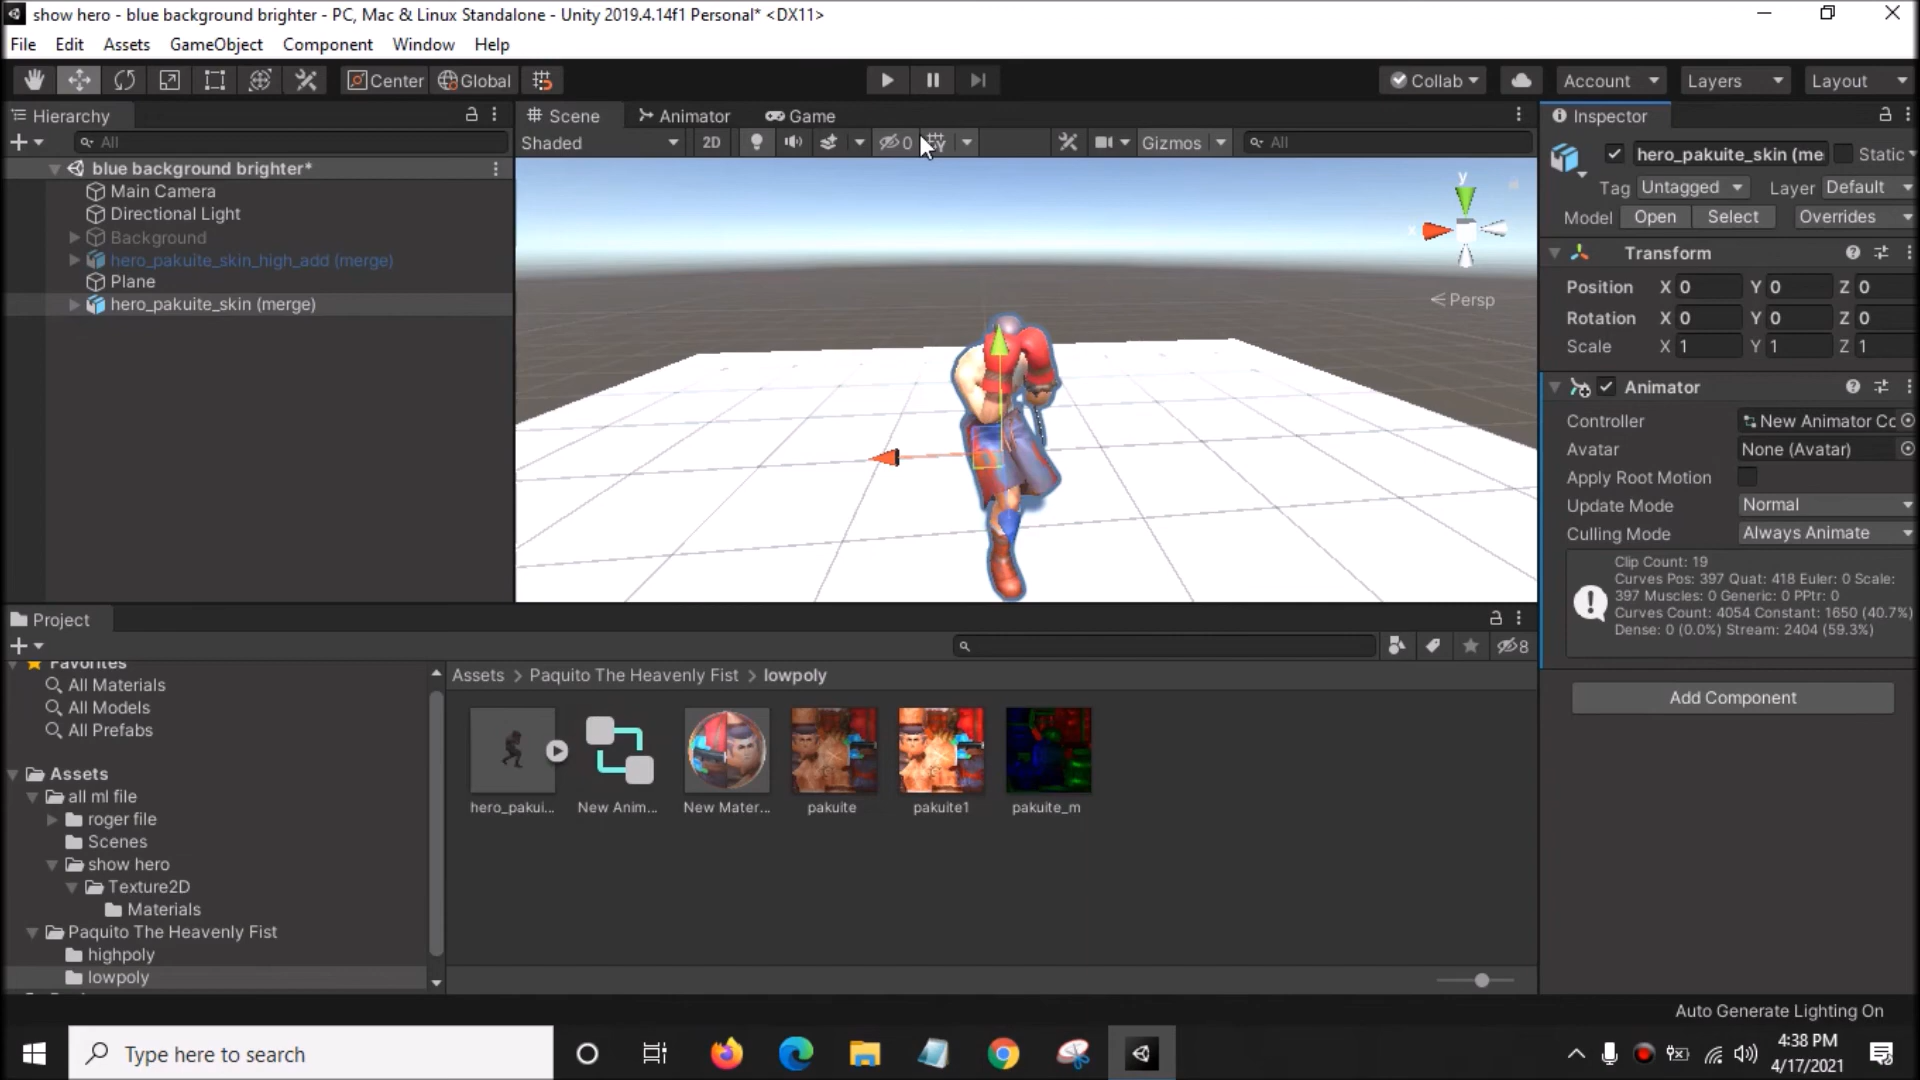 show hero - blue background brighter - PC, Mac & Linux Standalone - Unity 2019.4.14f1 Personal* <DX11>
File Edit Assets GameObject Component Window Help
Center Global Collab Account Layers Layout
Hierarchy
All
blue background brighter*
Main Camera
Directional Light
Background
hero_pakuite_skin_high_add (merge)
Plane
hero_pakuite_skin (merge)
Scene Animator Game
Shaded 2D 0 Gizmos All
y
x
Persp
Inspector
hero_pakuite_skin (me Static
Tag Untagged Layer Default
Model Open Select Overrides
Transform
Position X 0 Y 0 Z 0
Rotation X 0 Y 0 Z 0
Scale X 1 Y 1 Z 1
Animator
Controller New Animator Cc
Avatar None (Avatar)
Apply Root Motion
Update Mode Normal
Culling Mode Always Animate
Clip Count: 19
Curves Pos: 397 Quat: 418 Euler: 0 Scale:
397 Muscles: 0 Generic: 0 PPtr: 0
Curves Count: 4054 Constant: 1650 (40.7%)
Dense: 0 (0.0%) Stream: 2404 (59.3%)
Add Component
Project
8
Favorites
All Materials
All Models
All Prefabs
Assets
all ml file
roger file
Scenes
show hero
Texture2D
Materials
Paquito The Heavenly Fist
highpoly
lowpoly
Assets > Paquito The Heavenly Fist > lowpoly
hero_pakui... New Anim... New Mater... pakuite pakuite1 pakuite_m
Auto Generate Lighting On
Type here to search
4:38 PM
4/17/2021